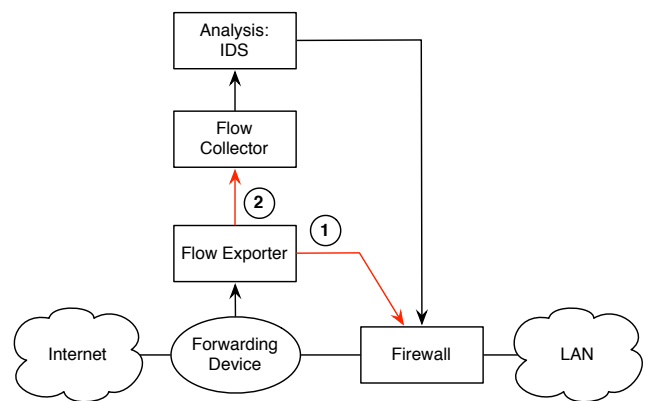 Analysis:
IDS
Flow
Collector
2
1
Flow Exporter
Internet
Forwarding
Device
Firewall
LAN